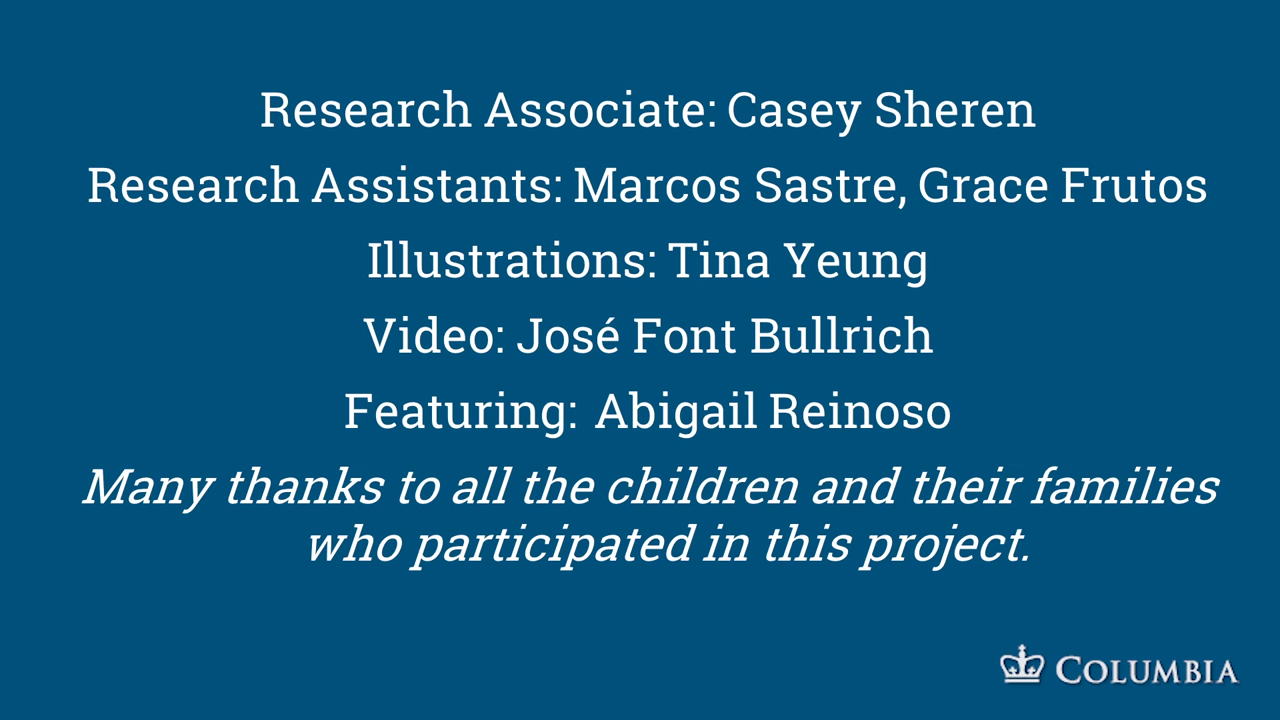 Research Associate: Casey Sheren
Research Assistants: Marcos Sastre, Grace Frutos
Illustrations: Tina Yeung
Video: José Font Bullrich
Featuring: Abigail Reinoso
Many thanks to all the children and their families
who participated in this project.
COLUMBIA